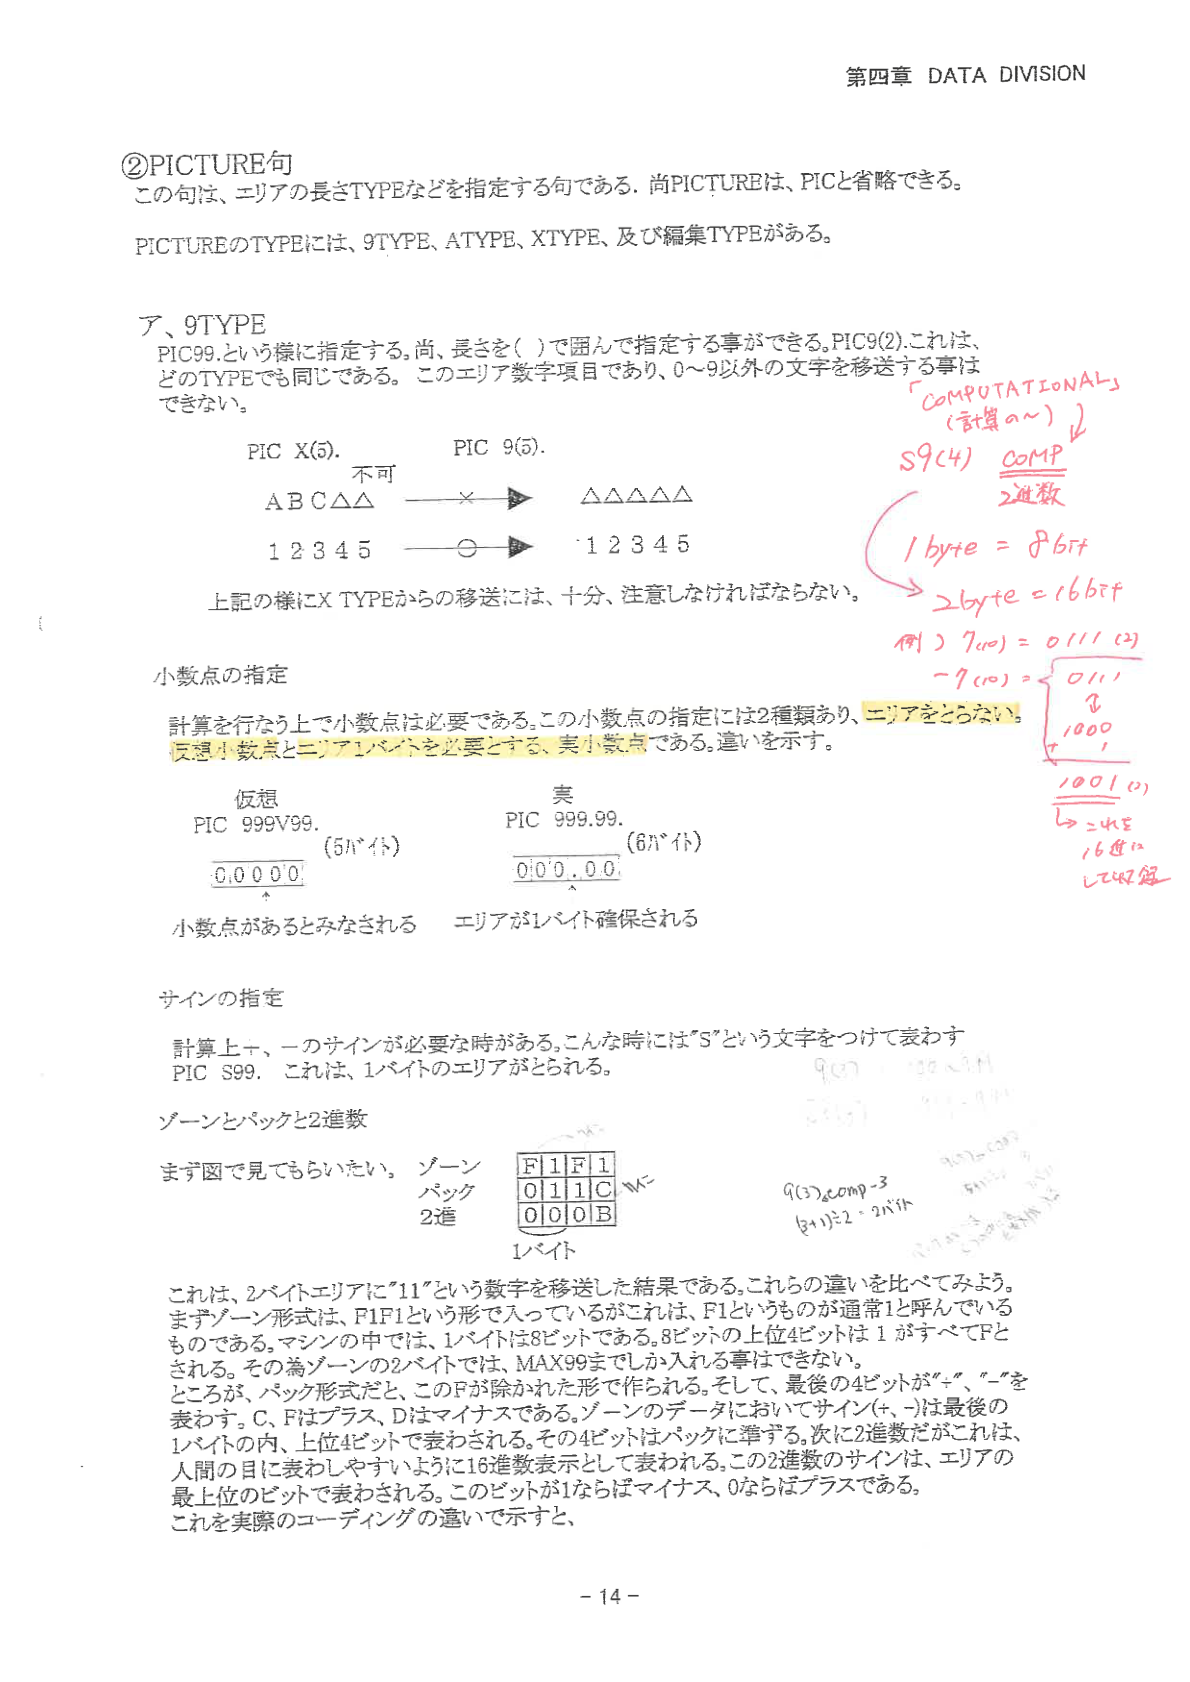 第四章 DATA DIVISION
②PICTURE句
この句は、エリアの長さTYPEなどを指定する句である. 尚PICTUREは、PICと省略できる。
PICTUREのTYPEには、9TYPE、ATYPE、XTYPE、及び編集TYPEがある。
ア、9TYPE
PIC99.という様に指定する。尚、長さを( )で囲んで指定する事ができる。PIC9(2).これは、
どのTYPEでも同じである。 このエリア数字項目であり、0～9以外の文字を移送する事は
できない。
「COMPUTATIONAL」
(計算の～)
S9(4) COMP
2進数
1byte = 8bit
2byte = 16bit
例) 7(10) = 0111 (2)
-7(10) = 0111
1000
+ 1
1001 (2)
これを
16進に
して収録
PIC X(5). PIC 9(5).
不可
ABC△△ × △△△△△
12345 ○ 12345
上記の様にX TYPEからの移送には、十分、注意しなければならない。
小数点の指定
計算を行なう上で小数点は必要である。この小数点の指定には2種類あり、エリアをとらない。
仮想小数点とエリア1バイトを必要とする、実小数点である。違いを示す。
仮想 実
PIC 999V99. PIC 999.99.
(5バイト) (6バイト)
0 0 0 0 0 0 0 0 . 0 0
小数点があるとみなされる エリアが1バイト確保される
サインの指定
計算上+、－のサインが必要な時がある。こんな時には"S"という文字をつけて表わす
PIC S99. これは、1バイトのエリアがとられる。
ゾーンとパックと2進数
まず図で見てもらいたい。 ゾーン F 1 F 1
パック 0 1 1 C
2進 0 0 0 B
1バイト
9(3) comp-3
(3+1)÷2=2バイト
これは、2バイトエリアに"11"という数字を移送した結果である。これらの違いを比べてみよう。
まずゾーン形式は、F1F1という形で入っているがこれは、F1というものが通常1と呼んでいる
ものである。マシンの中では、1バイトは8ビットである。8ビットの上位4ビットは 1 がすべてFと
される。その為ゾーンの2バイトでは、MAX99までしか入れる事はできない。
ところが、パック形式だと、このFが除かれた形で作られる。そして、最後の4ビットが"+"、"-"を
表わす。C、Fはプラス、Dはマイナスである。ゾーンのデータにおいてサイン(+、-)は最後の
1バイトの内、上位4ビットで表わされる。その4ビットはパックに準ずる。次に2進数だがこれは、
人間の目に表わしやすいように16進数表示として表われる。この2進数のサインは、エリアの
最上位のビットで表わされる。このビットが1ならばマイナス、0ならばプラスである。
これを実際のコーディングの違いで示すと、
- 14 -